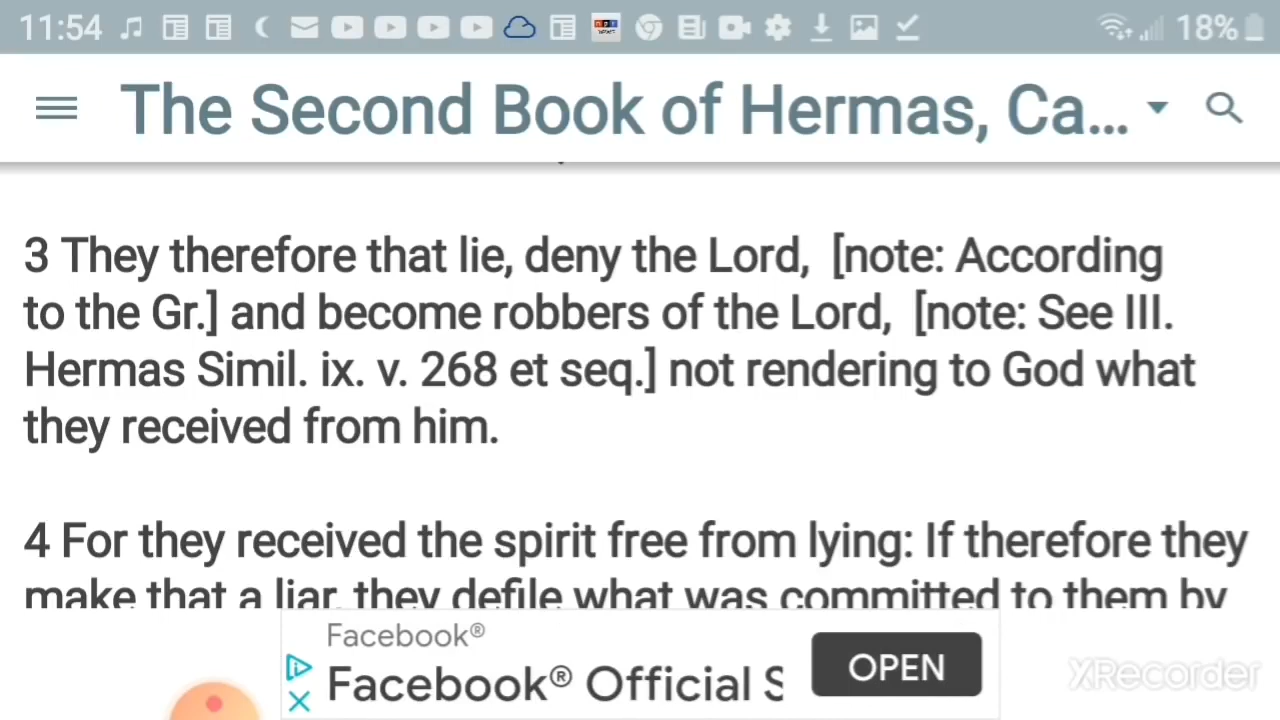 11:54
18%
The Second Book of Hermas, Ca...
3 They therefore that lie, deny the Lord, [note: According
to the Gr.] and become robbers of the Lord, [note: See III.
Hermas Simil. ix. v. 268 et seq.] not rendering to God what
they received from him.
4 For they received the spirit free from lying: If therefore they
make that a liar, they defile what was committed to them by
Facebook®
Facebook® Official S
OPEN
XRecorder